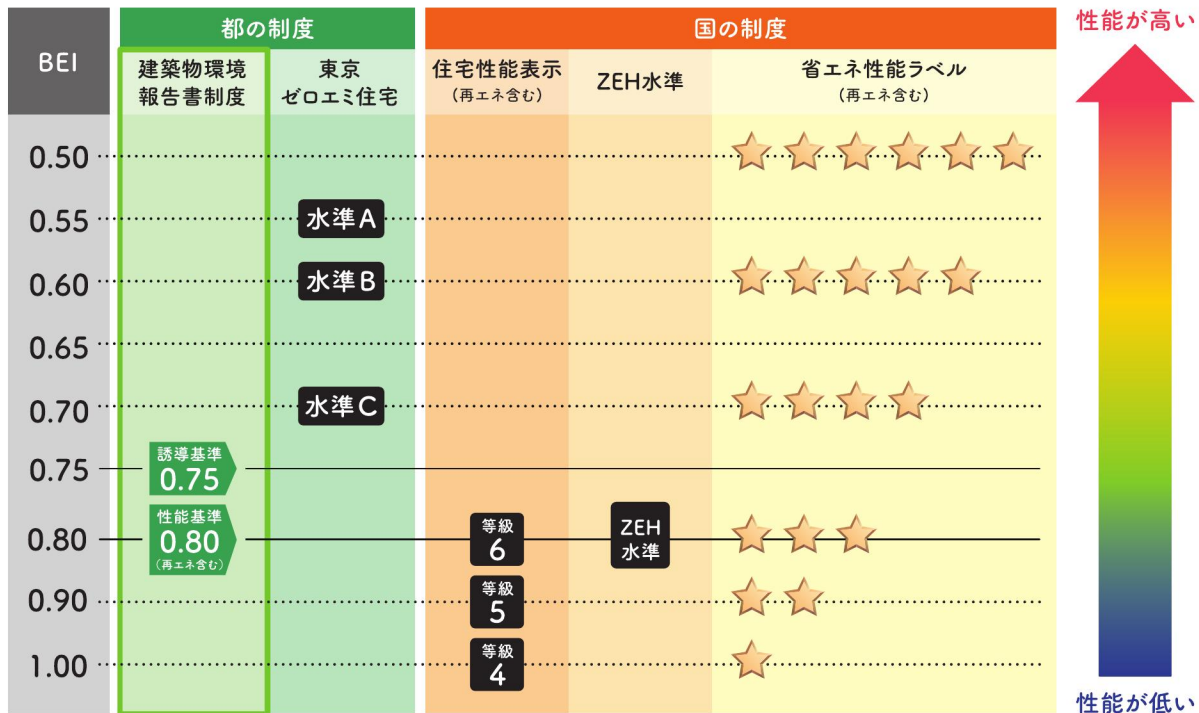 都の制度
国の制度
性能が高い
BEI
建築物環境
報告書制度
東京
ゼロエミ住宅
住宅性能表示
(再エネ含む)
ZEH水準
省エネ性能ラベル
(再エネ含む)
0.50
0.55
水準A
0.60
水準B
0.65
0.70
水準C
0.75
誘導基準
0.75
0.80
性能基準
0.80
(再エネ含む)
等級
6
ZEH
水準
0.90
等級
5
1.00
等級
4
性能が低い